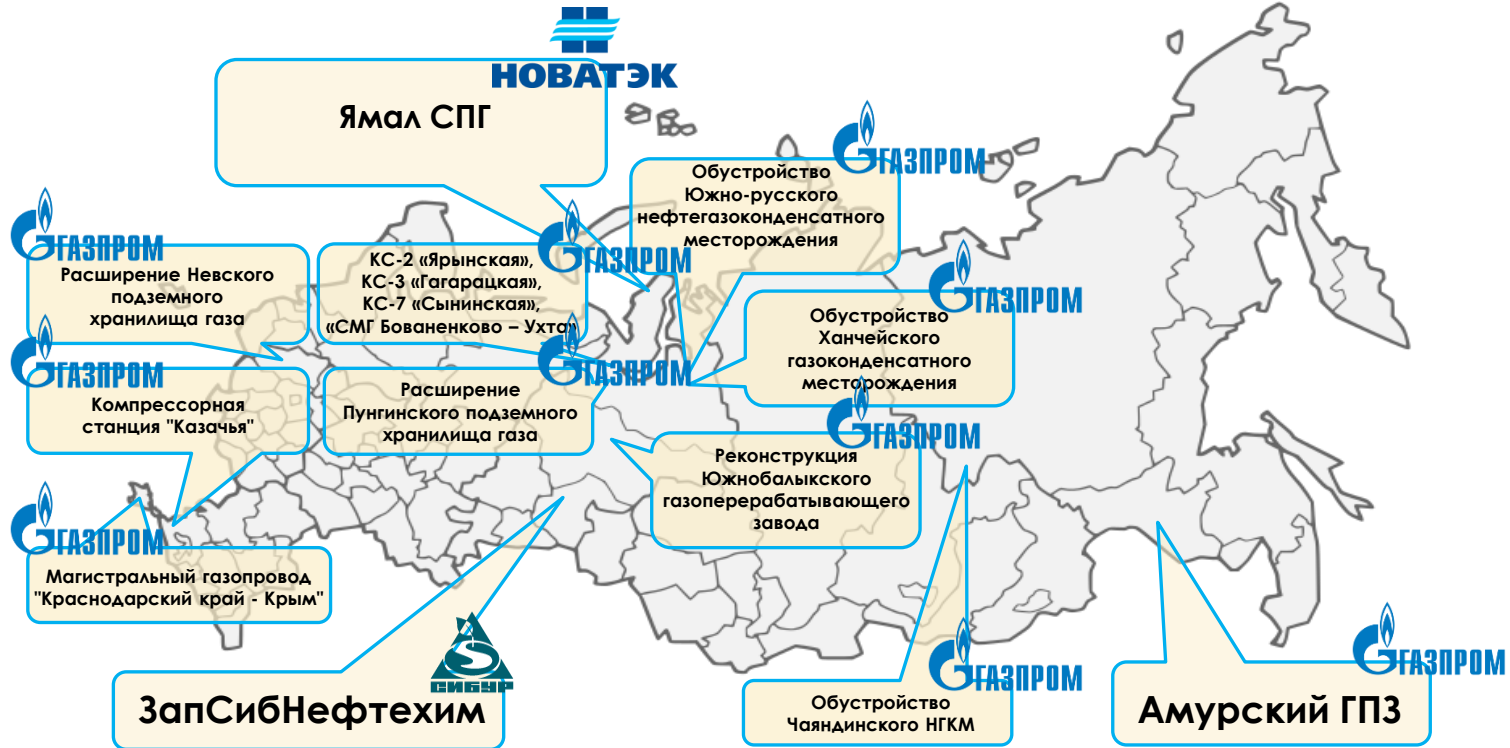 НОВАТЭК
Ямал СПГ
ГАЗПРОМ
Обустройство
Южно-русского
нефтегазоконденсатного
месторождения
ГАЗПРОМ
Расширение Невского
подземного
хранилища газа
ГАЗПРОМ
КС-2 «Ярынская»,
КС-3 «Гагарацкая»,
КС-7 «Сынинская»,
«СМГ Бованенково – Ухта»
ГАЗПРОМ
Обустройство
Ханчейского
газоконденсатного
месторождения
ГАЗПРОМ
Компрессорная
станция "Казачья"
ГАЗПРОМ
Расширение
Пунгинского подземного
хранилища газа
ГАЗПРОМ
Реконструкция
Южнобалыкского
газоперерабатывающего
завода
ГАЗПРОМ
Магистральный газопровод
"Краснодарский край - Крым"
СИБУР
ЗапСибНефтехим
ГАЗПРОМ
Обустройство
Чаяндинского НГКМ
ГАЗПРОМ
Амурский ГПЗ